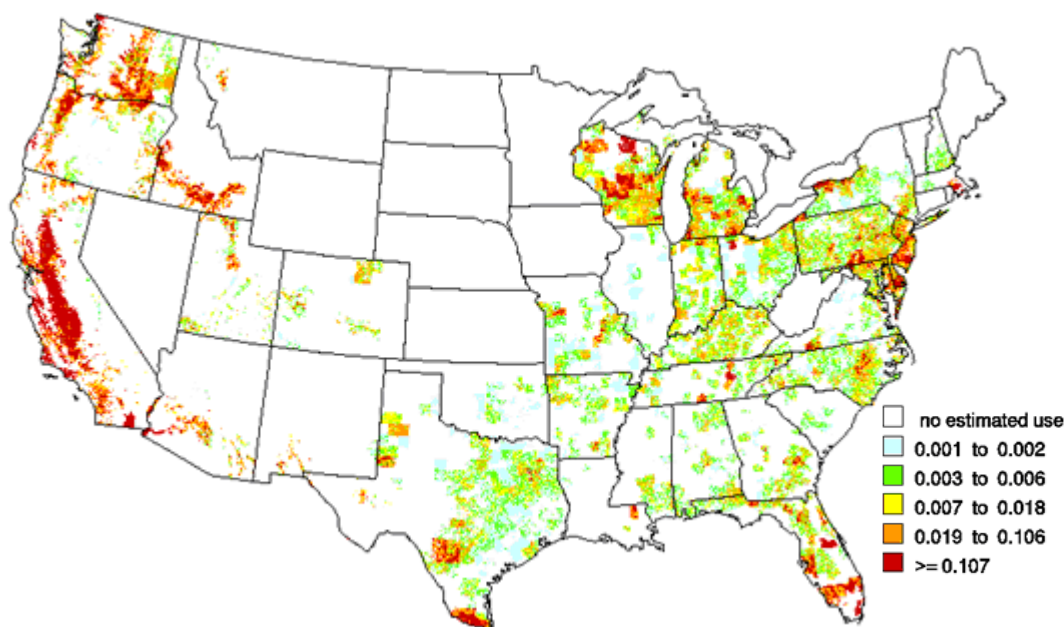 no estimated use
0.001 to 0.002
0.003 to 0.006
0.007 to 0.018
0.019 to 0.106
>= 0.107